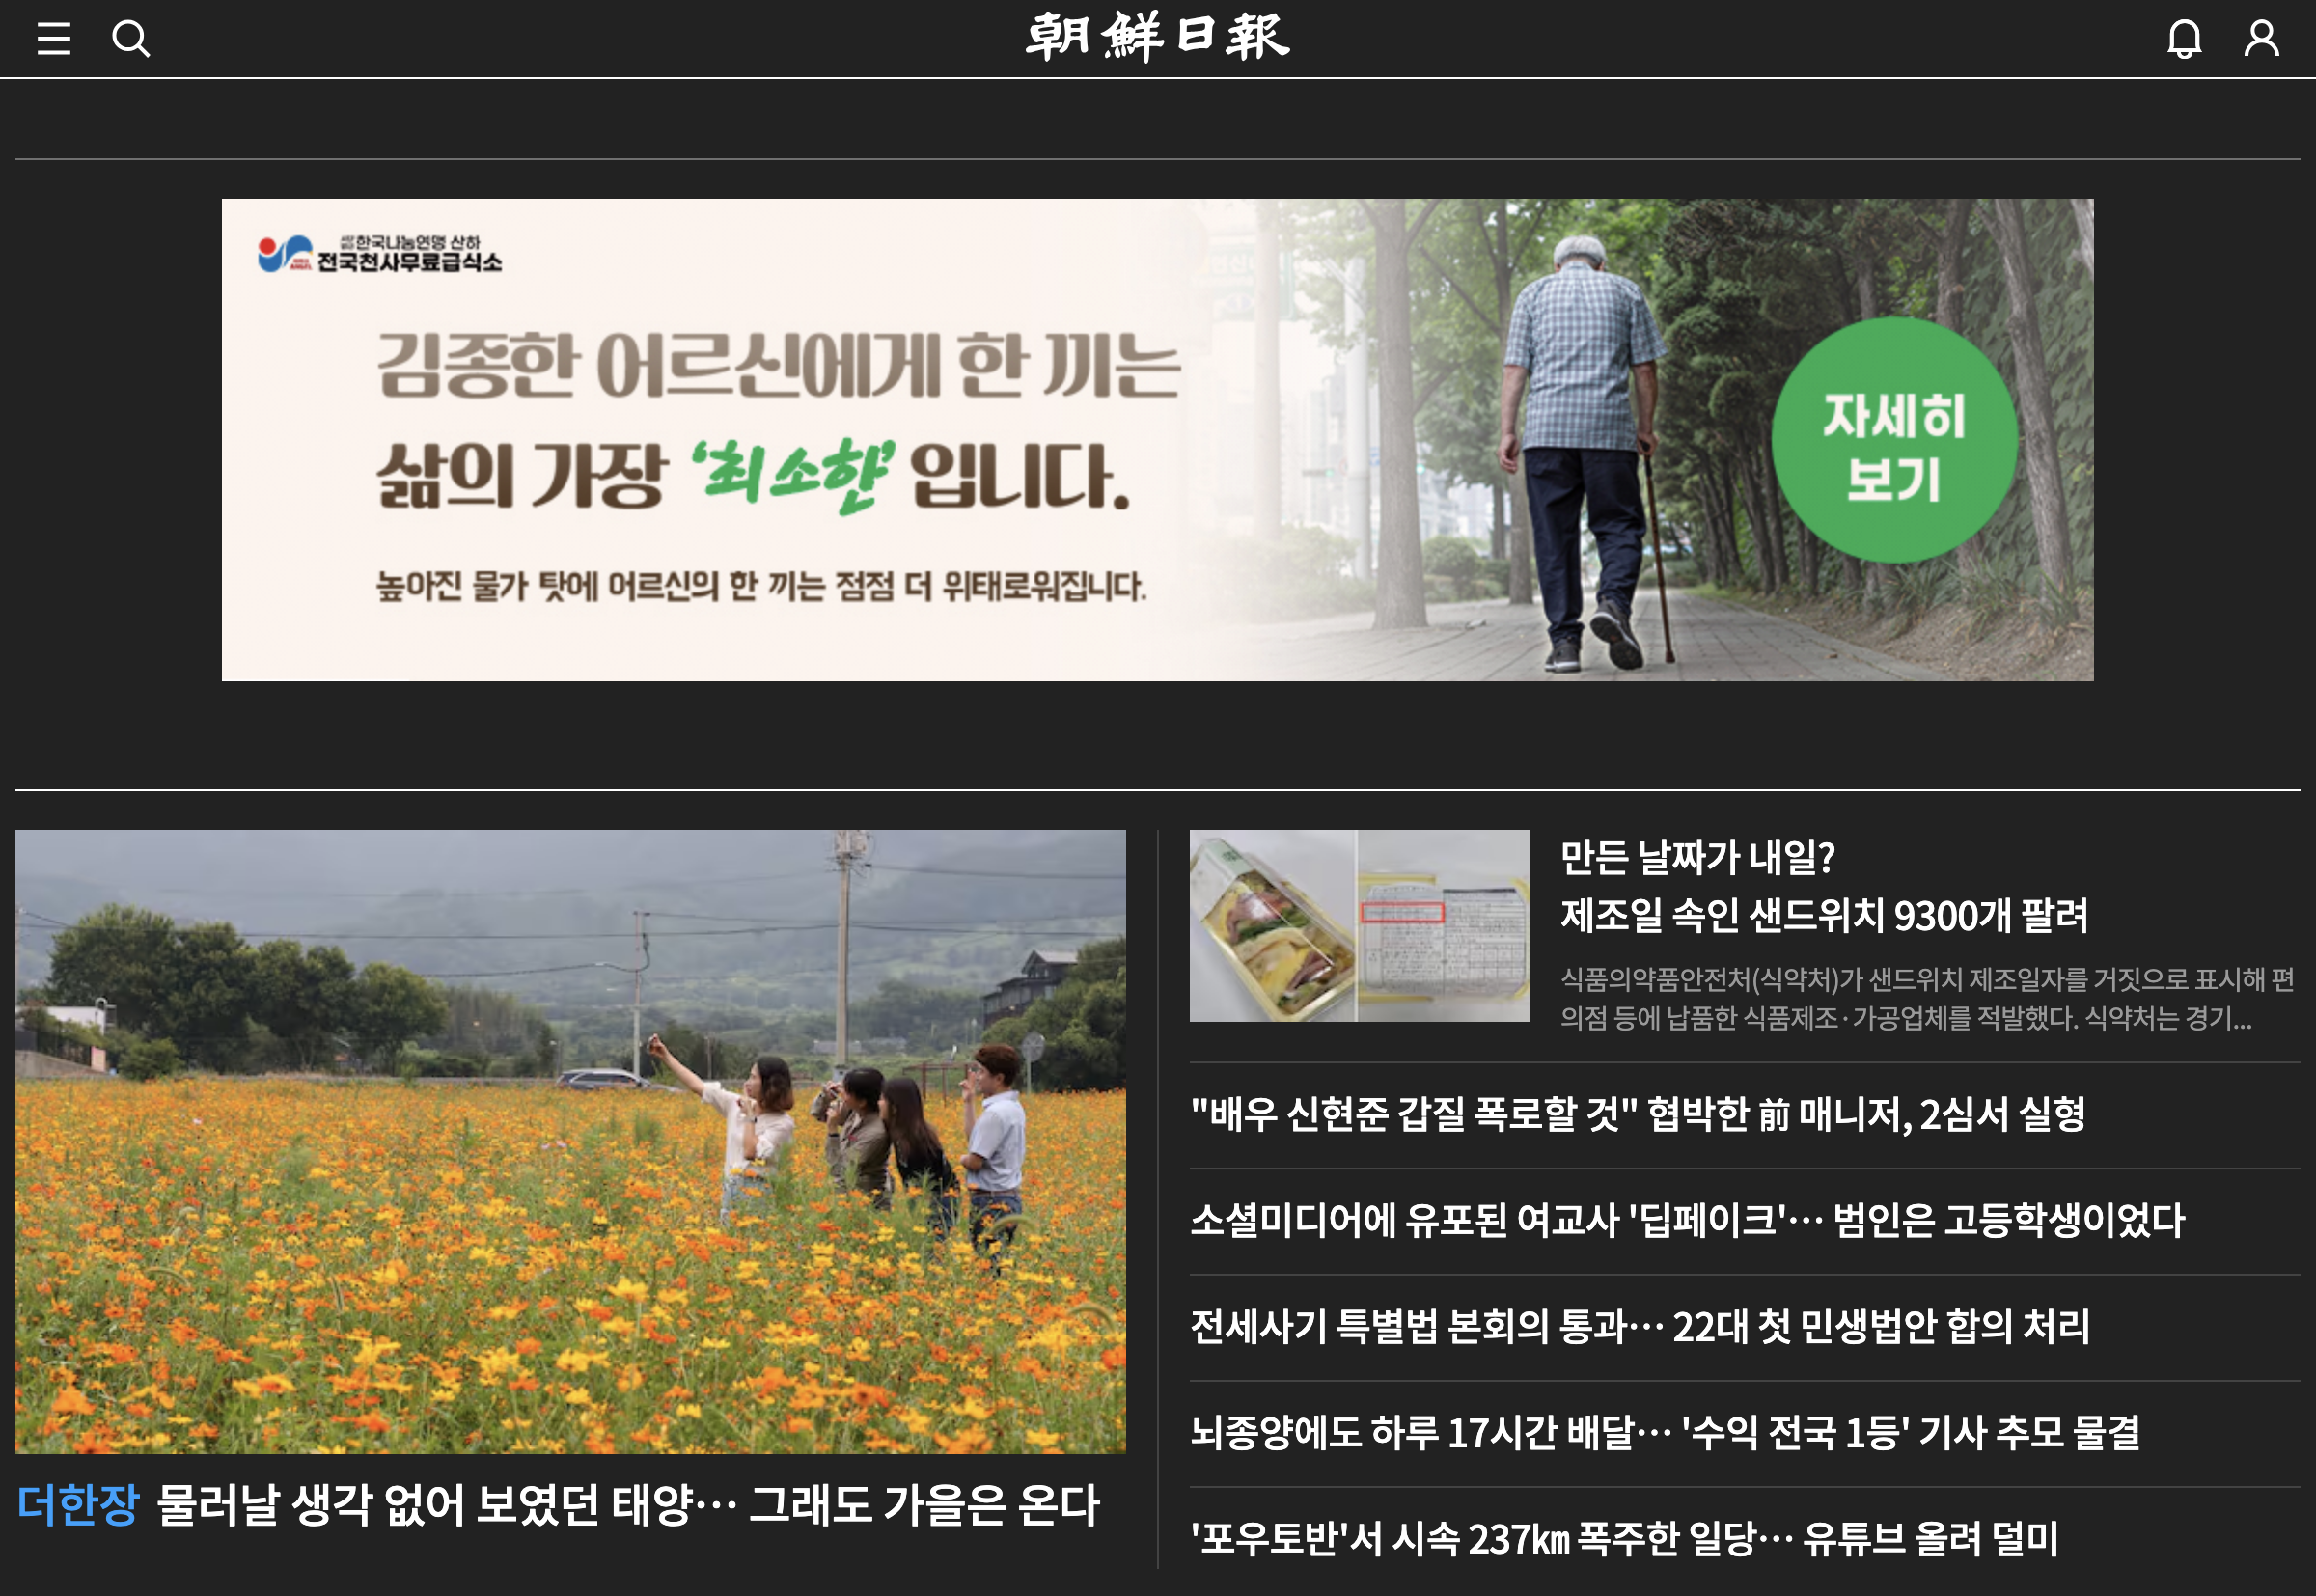 朝鮮日報
한국나눔연맹 산하
전국천사무료급식소
김종한 어르신에게 한 끼는
삶의 가장 '최소한' 입니다.
높아진 물가 탓에 어르신의 한 끼는 점점 더 위태로워집니다.
자세히
보기
더한장 물러날 생각 없어 보였던 태양… 그래도 가을은 온다
만든 날짜가 내일?
제조일 속인 샌드위치 9300개 팔려
식품의약품안전처(식약처)가 샌드위치 제조일자를 거짓으로 표시해 편
의점 등에 납품한 식품제조·가공업체를 적발했다. 식약처는 경기...
"배우 신현준 갑질 폭로할 것" 협박한 前 매니저, 2심서 실형
소셜미디어에 유포된 여교사 '딥페이크'… 범인은 고등학생이었다
전세사기 특별법 본회의 통과… 22대 첫 민생법안 합의 처리
뇌종양에도 하루 17시간 배달… '수익 전국 1등' 기사 추모 물결
'포우토반'서 시속 237㎞ 폭주한 일당… 유튜브 올려 덜미